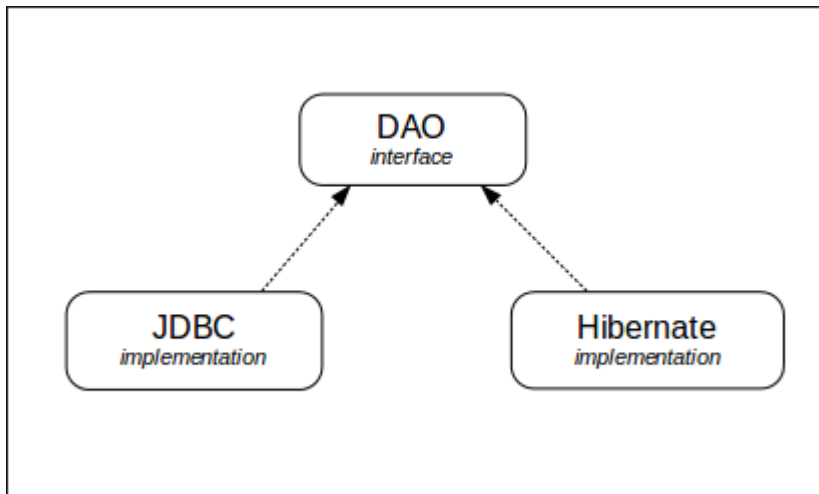 DAO
interface
JDBC
implementation
Hibernate
implementation